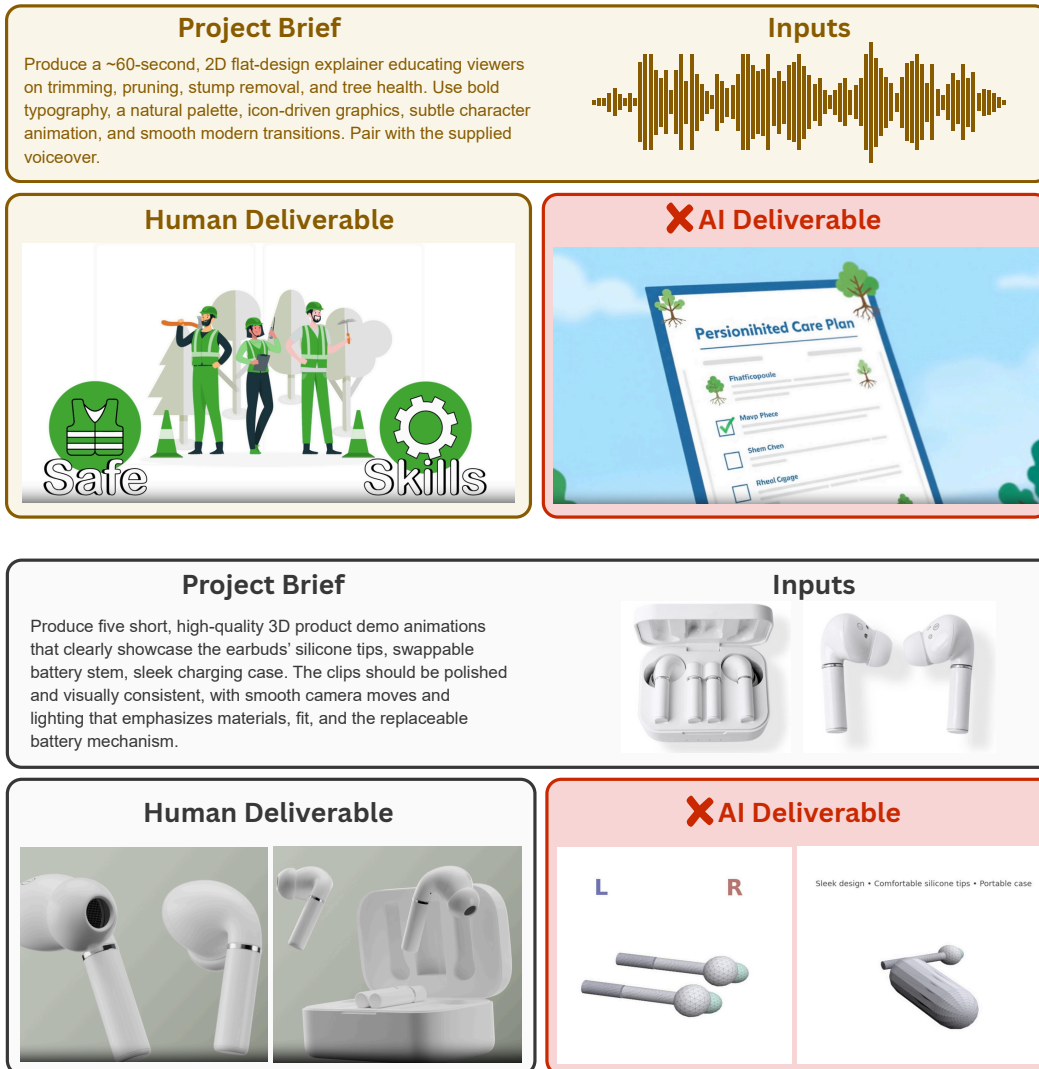 Project Brief
Produce a ~60-second, 2D flat-design explainer educating viewers
on trimming, pruning, stump removal, and tree health. Use bold
typography, a natural palette, icon-driven graphics, subtle character
animation, and smooth modern transitions. Pair with the supplied
voiceover.
Inputs
Human Deliverable
Safe
Skills
AI Deliverable
Persionihited Care Plan
Fhafficopoule
Mavp Phece
Shem Chen
Rheol Cigage
Project Brief
Produce five short, high-quality 3D product demo animations
that clearly showcase the earbuds' silicone tips, swappable
battery stem, sleek charging case. The clips should be polished
and visually consistent, with smooth camera moves and
lighting that emphasizes materials, fit, and the replaceable
battery mechanism.
Inputs
Human Deliverable
AI Deliverable
L
R
Sleek design • Comfortable silicone tips • Portable case